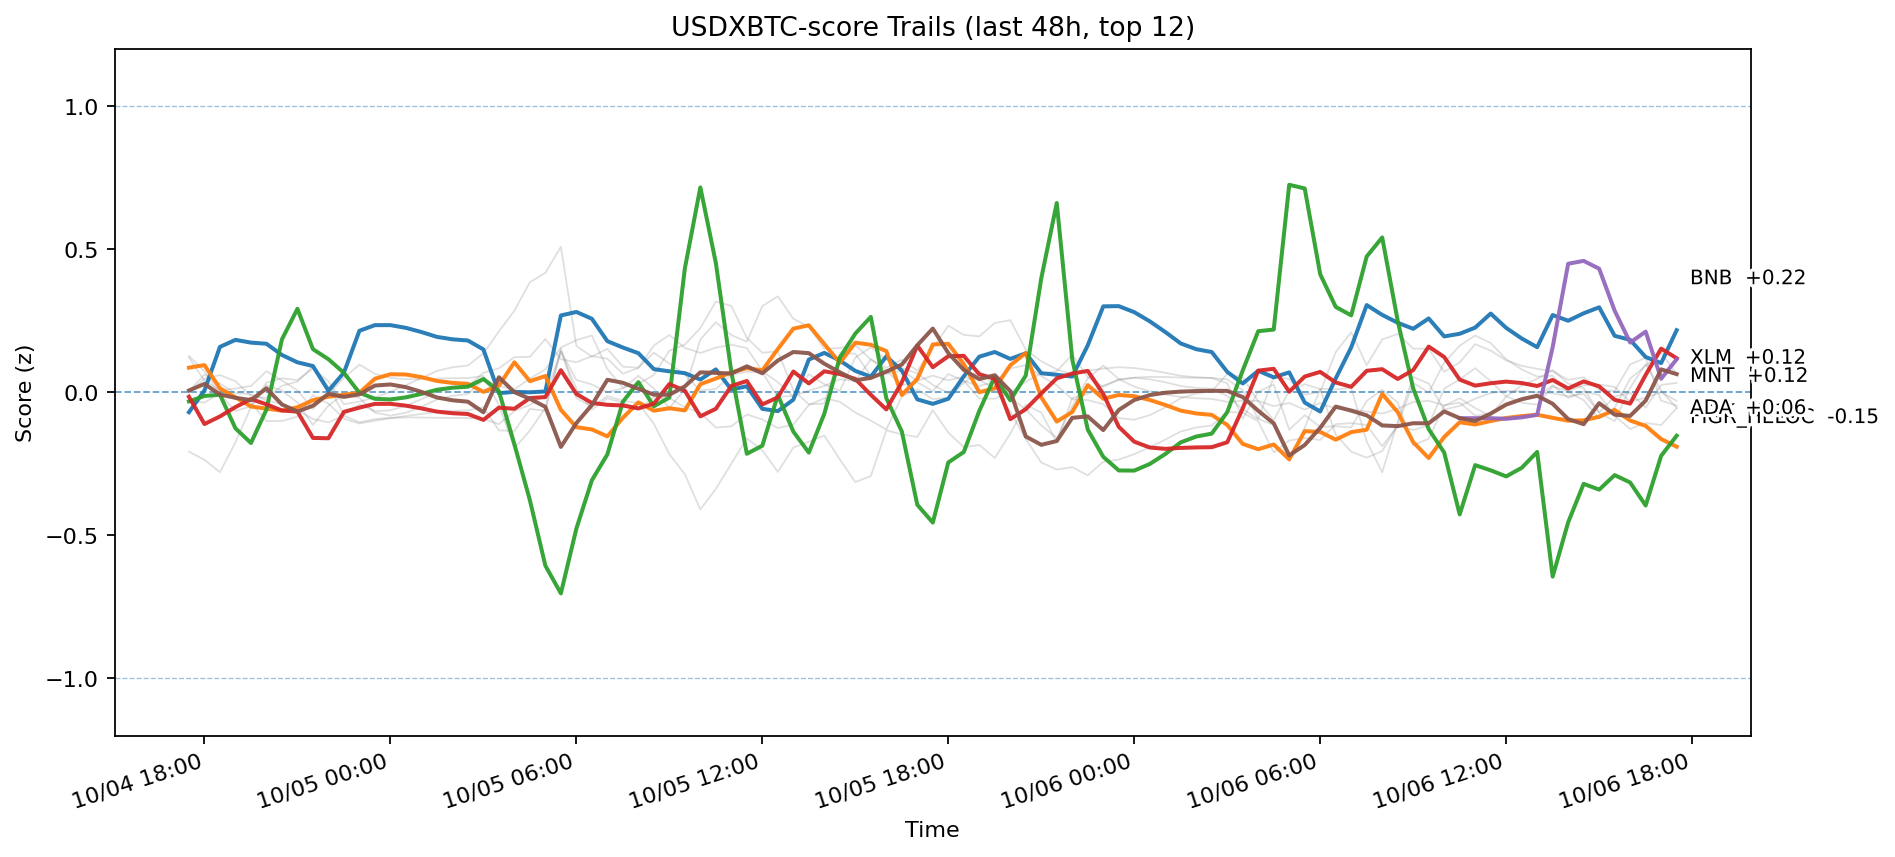 USDXBTC-score Trails (last 48h, top 12)
Score (z)
1.0
0.5
0.0
−0.5
−1.0
BNB +0.22
XLM +0.12
MNT +0.12
ADA +0.06
-0.15
10/04 18:00
10/05 00:00
10/05 06:00
10/05 12:00
10/05 18:00
10/06 00:00
10/06 06:00
10/06 12:00
10/06 18:00
Time